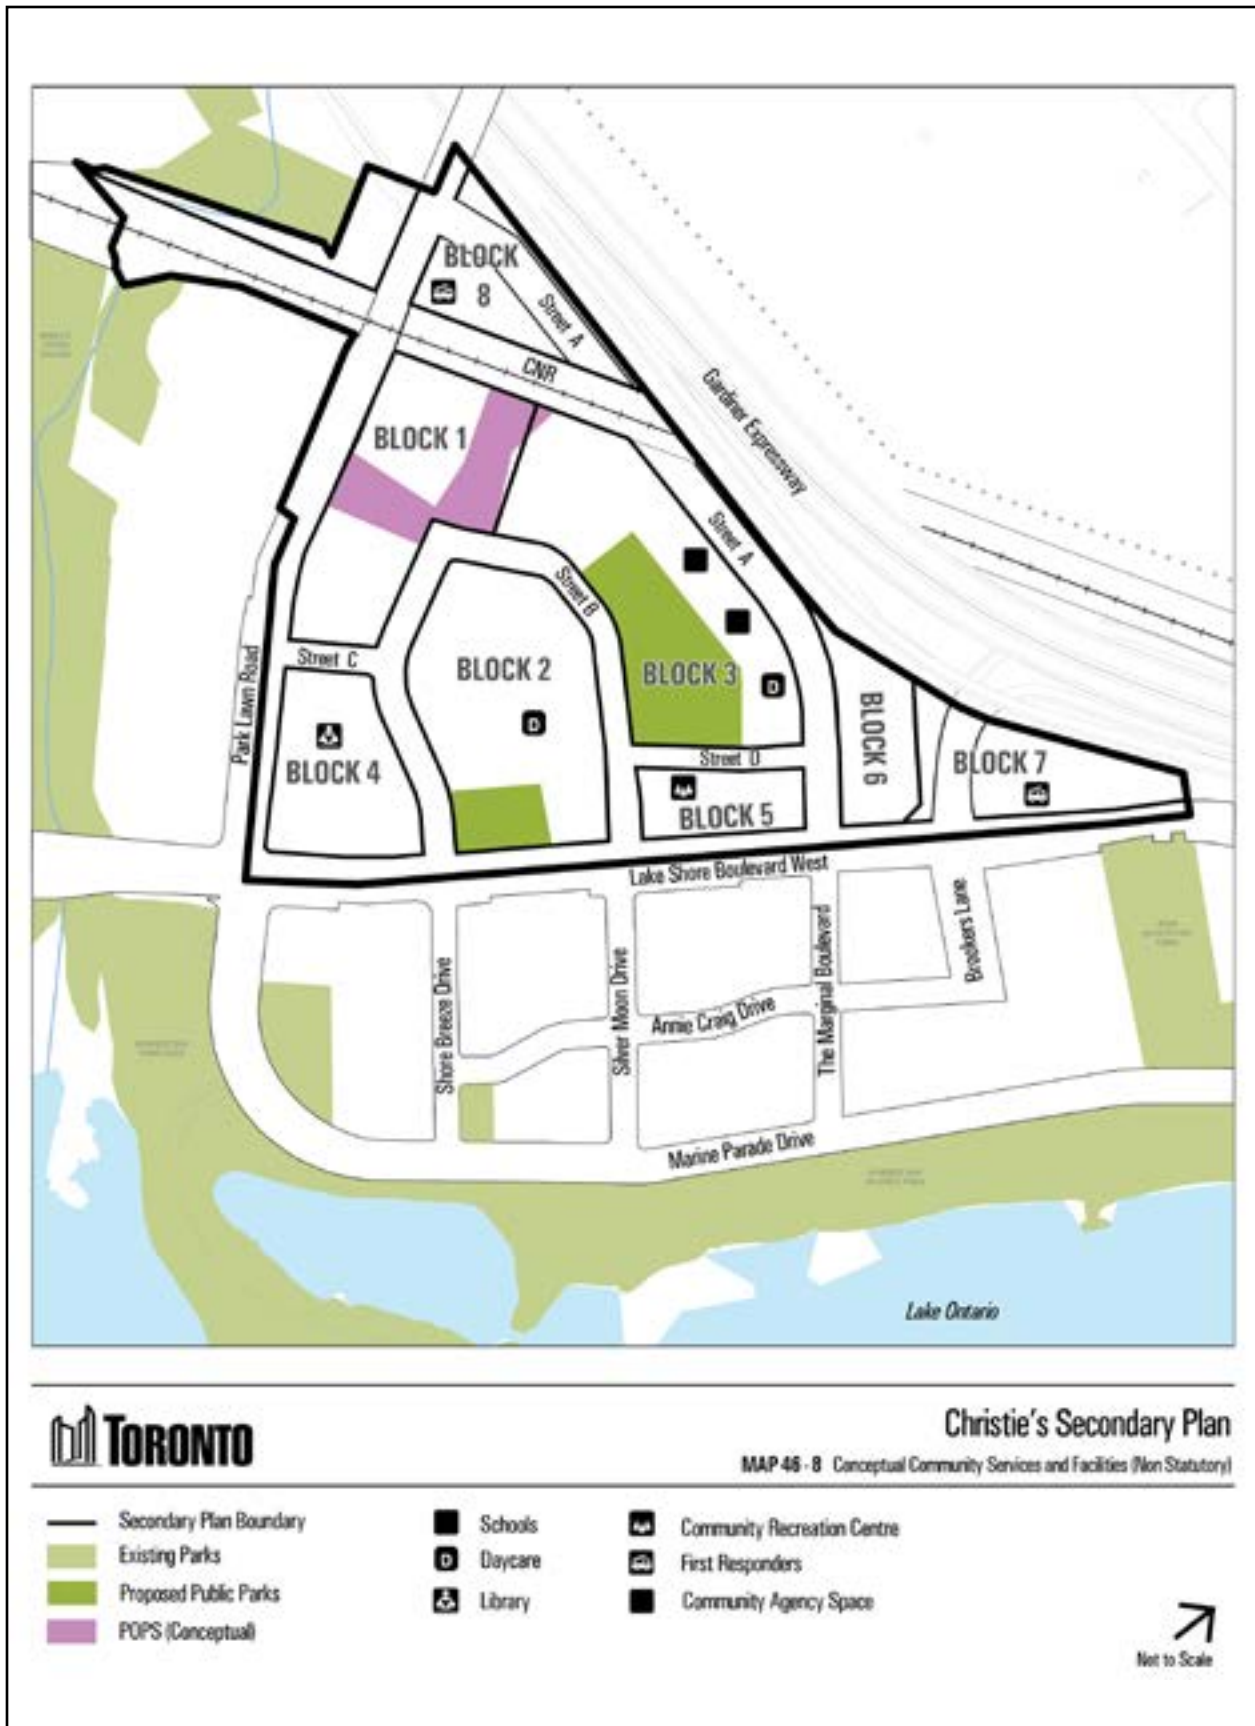 BLOCK
8
Street A
CNR
Gardiner Expressway
BLOCK 1
Street A
Street B
Street C
BLOCK 2
D
BLOCK 3
D
Park Lawn Road
BLOCK 4
Street D
BLOCK 5
BLOCK 6
BLOCK 7
Lake Shore Boulevard West
Shore Breeze Drive
Silver Moon Drive
Annie Craig Drive
The Marginal Boulevard
Brookers Lane
Marine Parade Drive
Lake Ontario
TORONTO
Christie's Secondary Plan
MAP 46 - 8 Conceptual Community Services and Facilities (Non Statutory)
Secondary Plan Boundary
Existing Parks
Proposed Public Parks
POPS (Conceptual)
Schools
D Daycare
Library
Community Recreation Centre
First Responders
Community Agency Space
Not to Scale